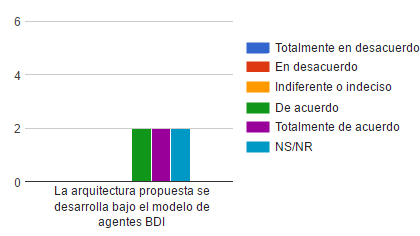 6
4
2
0
La arquitectura propuesta se
desarrolla bajo el modelo de
agentes BDI
Totalmente en desacuerdo
En desacuerdo
Indiferente o indeciso
De acuerdo
Totalmente de acuerdo
NS/NR